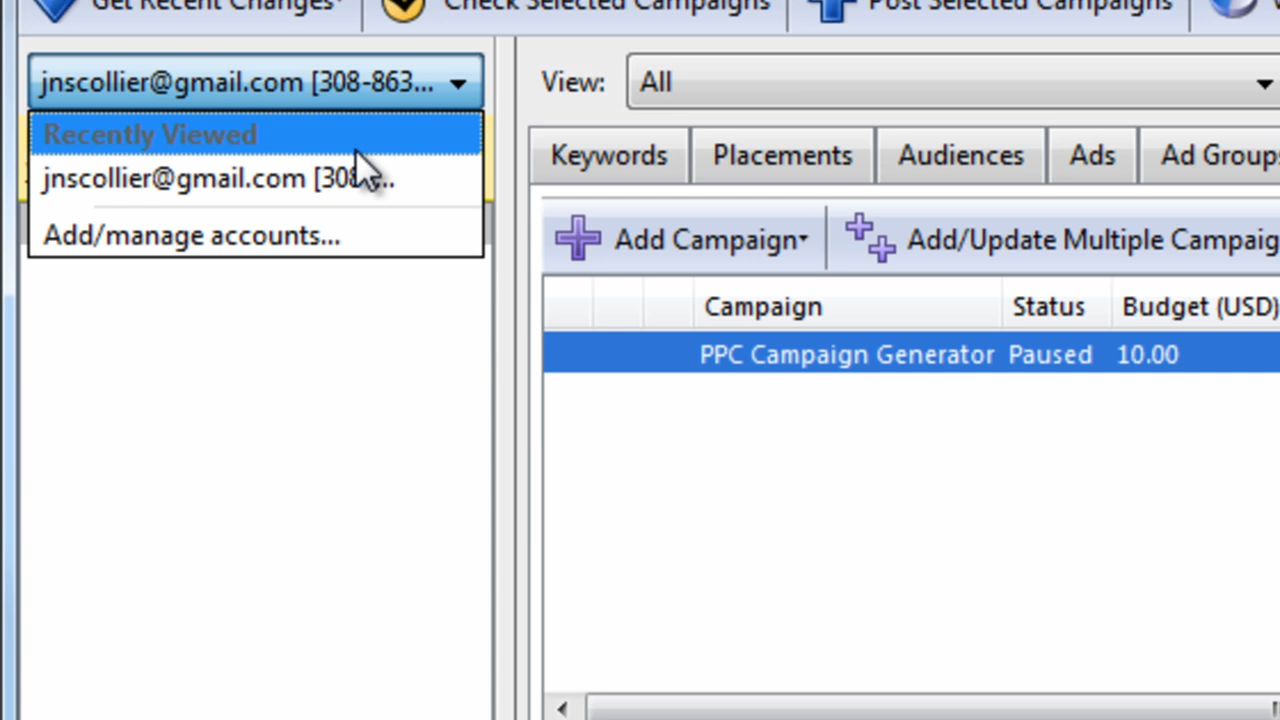 Get Recent Changes
Check Selected Campaigns
Post Selected Campaigns
jnscollier@gmail.com [308-863...
View:
All
Recently Viewed
jnscollier@gmail.com [308...
Add/manage accounts...
Keywords
Placements
Audiences
Ads
Ad Groups
Add Campaign
Add/Update Multiple Campaig
Campaign
Status
Budget (USD)
PPC Campaign Generator
Paused
10.00